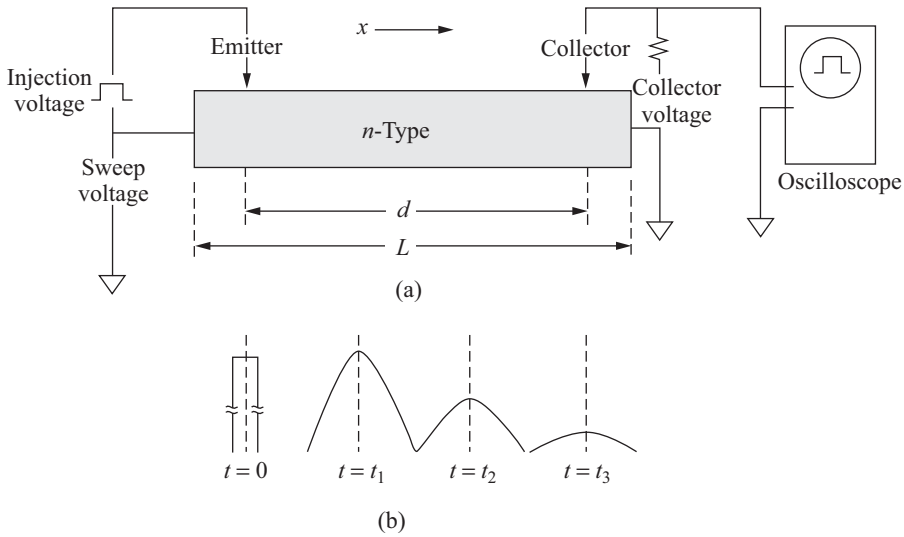 x
Emitter
Collector
Injection
voltage
Collector
voltage
n-Type
Sweep
voltage
Oscilloscope
d
L
(a)
t = 0
t = t₁
t = t₂
t = t₃
(b)